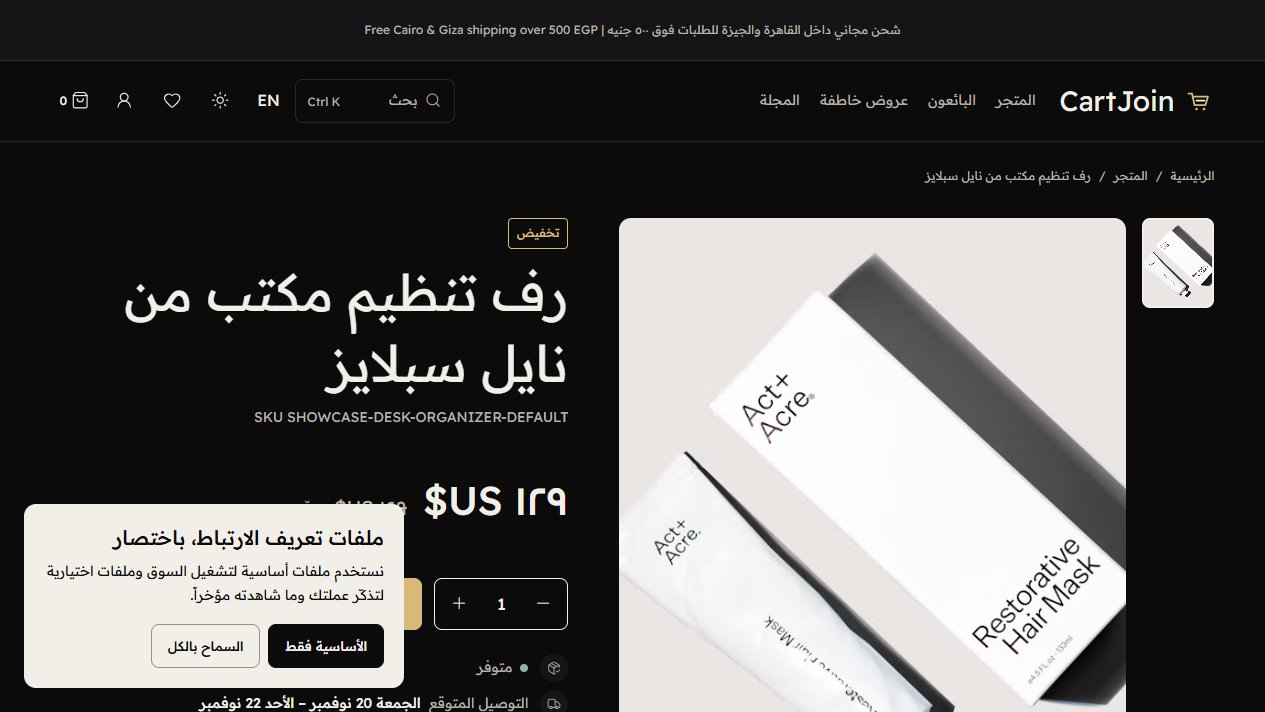 شحن مجاني داخل القاهرة والجيزة للطلبات فوق ٥٠٠ جنيه | Free Cairo & Giza shipping over 500 EGP
CartJoin
المتجر
البائعون
عروض خاطفة
المجلة
بحث
Ctrl K
EN
0
الرئيسية / المتجر / رف تنظيم مكتب من نايل سبلايز
تخفيض
رف تنظيم مكتب من
نايل سبلايز
SKU SHOWCASE-DESK-ORGANIZER-DEFAULT
١٢٩ US$
− 1 +
متوفر
التوصيل المتوقع الجمعة 20 نوفمبر – الأحد 22 نوفمبر
Act+
Acre®
Restorative
Hair Mask
Act+
Acre.
ملفات تعريف الارتباط، باختصار
نستخدم ملفات أساسية لتشغيل السوق وملفات اختيارية
لتذكّر عملتك وما شاهدته مؤخراً.
الأساسية فقط
السماح بالكل